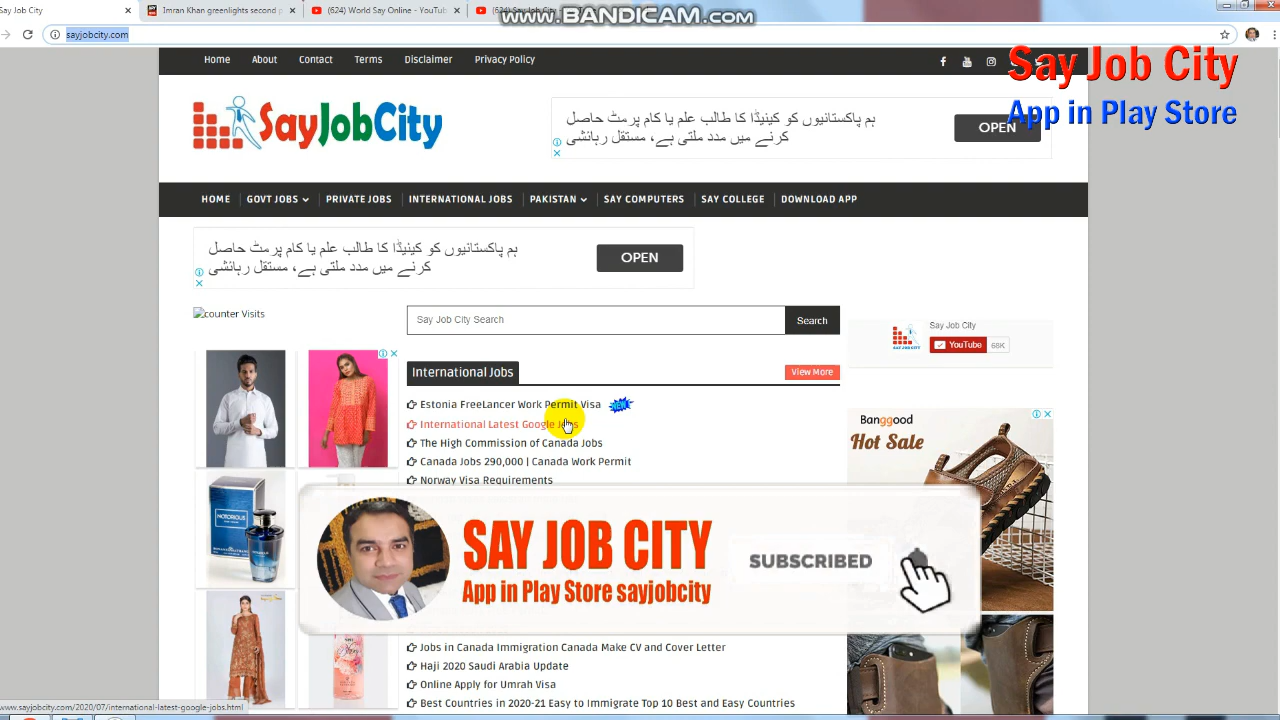 Say Job City
Imran Khan greenlights second p
(624) World Say Online - YouTub
WWW.BANDICAM.COM
sayjobcity.com
Home
About
Contact
Terms
Disclaimer
Privacy Policy
Say Job City
App in Play Store
SayJobCity
ہم پاکستانیوں کو کینیڈا کا طالب علم یا کام پرمٹ حاصل
کرنے میں مدد ملتی ہے، مستقل رہائشی
OPEN
HOME
GOVT JOBS
PRIVATE JOBS
INTERNATIONAL JOBS
PAKISTAN
SAY COMPUTERS
SAY COLLEGE
DOWNLOAD APP
ہم پاکستانیوں کو کینیڈا کا طالب علم یا کام پرمٹ حاصل
کرنے میں مدد ملتی ہے، مستقل رہائشی
OPEN
counter Visits
Say Job City Search
Search
Say Job City
YouTube 68K
International Jobs
View More
Estonia FreeLancer Work Permit Visa NEW
International Latest Google Jobs
The High Commission of Canada Jobs
Canada Jobs 290,000 | Canada Work Permit
Norway Visa Requirements
Banggood
Hot Sale
NOTORIOUS
SAY JOB CITY
App in Play Store sayjobcity
SUBSCRIBED
Jobs in Canada Immigration Canada Make CV and Cover Letter
Hajj 2020 Saudi Arabia Update
Online Apply for Umrah Visa
Best Countries in 2020-21 Easy to Immigrate Top 10 Best and Easy Countries
www.sayjobcity.com/2020/07/international-latest-google-jobs.html